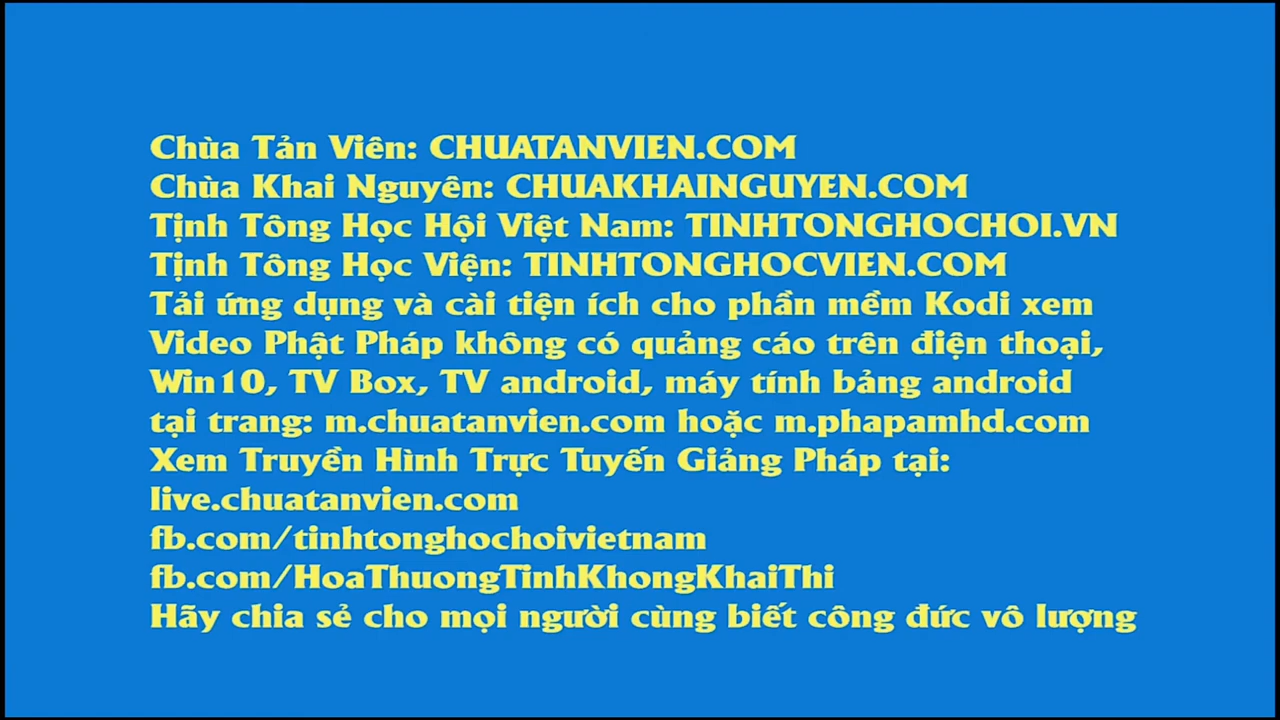 Chùa Tản Viên: CHUATANVIEN.COM
Chùa Khai Nguyên: CHUAKHAINGUYEN.COM
Tịnh Tông Học Hội Việt Nam: TINHTONGHOCHOI.VN
Tịnh Tông Học Viện: TINHTONGHOCVIEN.COM
Tải ứng dụng và cài tiện ích cho phần mềm Kodi xem
Video Phật Pháp không có quảng cáo trên điện thoại,
Win10, TV Box, TV android, máy tính bảng android
tại trang: m.chuatanvien.com hoặc m.phapamhd.com
Xem Truyền Hình Trực Tuyến Giảng Pháp tại:
live.chuatanvien.com
fb.com/tinhtonghochoivietnam
fb.com/HoaThuongTinhKhongKhaiThi
Hãy chia sẻ cho mọi người cùng biết công đức vô lượng